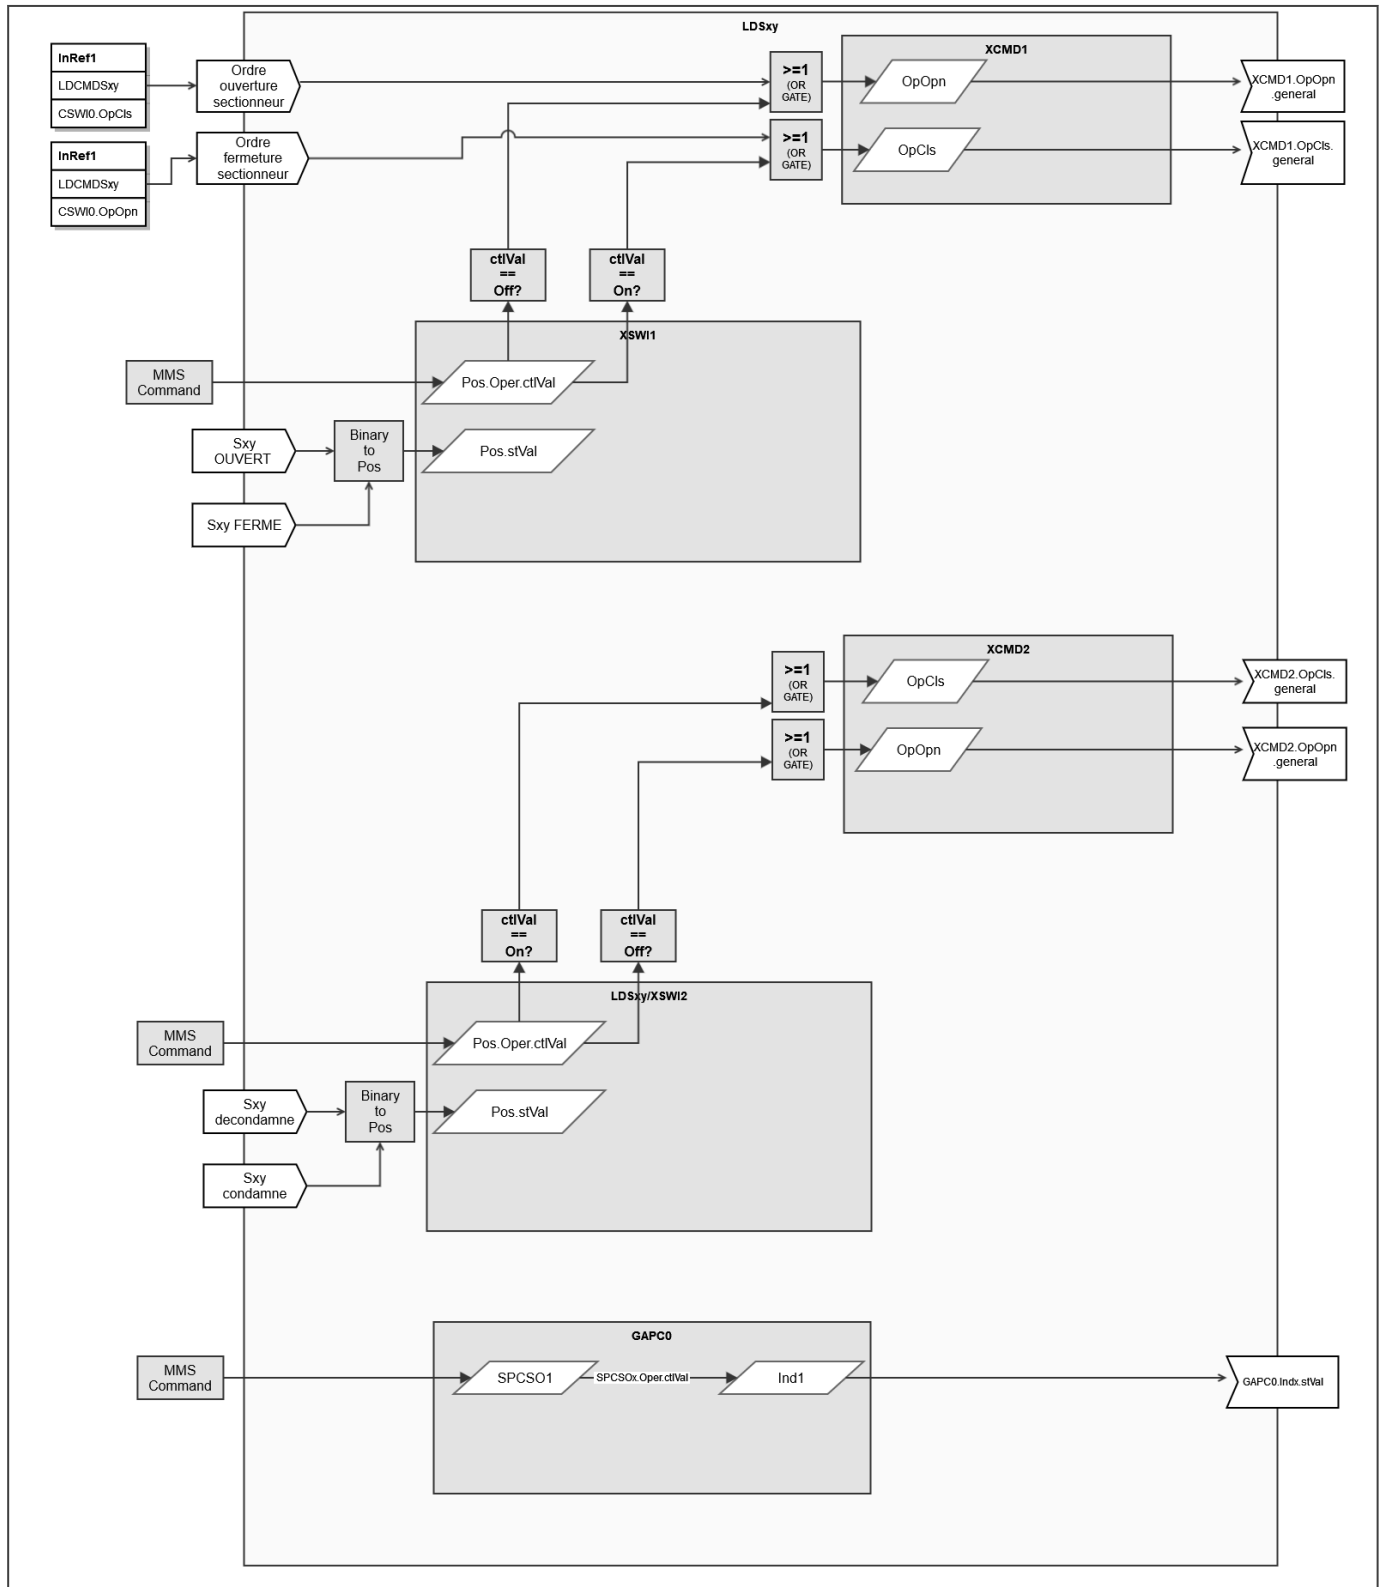 LDSxy
InRef1
LDCMDSxy
CSWI0.OpCls
Ordre
ouverture
sectionneur
InRef1
LDCMDSxy
CSWI0.OpOpn
Ordre
fermeture
sectionneur
>=1
(OR
GATE)
>=1
(OR
GATE)
XCMD1
OpOpn
OpCls
XCMD1.OpOpn
.general
XCMD1.OpCls.
general
ctlVal
==
Off?
ctlVal
==
On?
XSWI1
MMS
Command
Pos.Oper.ctlVal
Sxy
OUVERT
Binary
to
Pos
Pos.stVal
Sxy FERME
XCMD2
>=1
(OR
GATE)
OpCls
XCMD2.OpCls.
general
>=1
(OR
GATE)
OpOpn
XCMD2.OpOpn
.general
ctlVal
==
On?
ctlVal
==
Off?
LDSxy/XSWI2
MMS
Command
Pos.Oper.ctlVal
Sxy
decondamne
Binary
to
Pos
Pos.stVal
Sxy
condamne
GAPC0
MMS
Command
SPCSO1
SPCSOx.Oper.ctlVal
Ind1
GAPC0.Indx.stVal